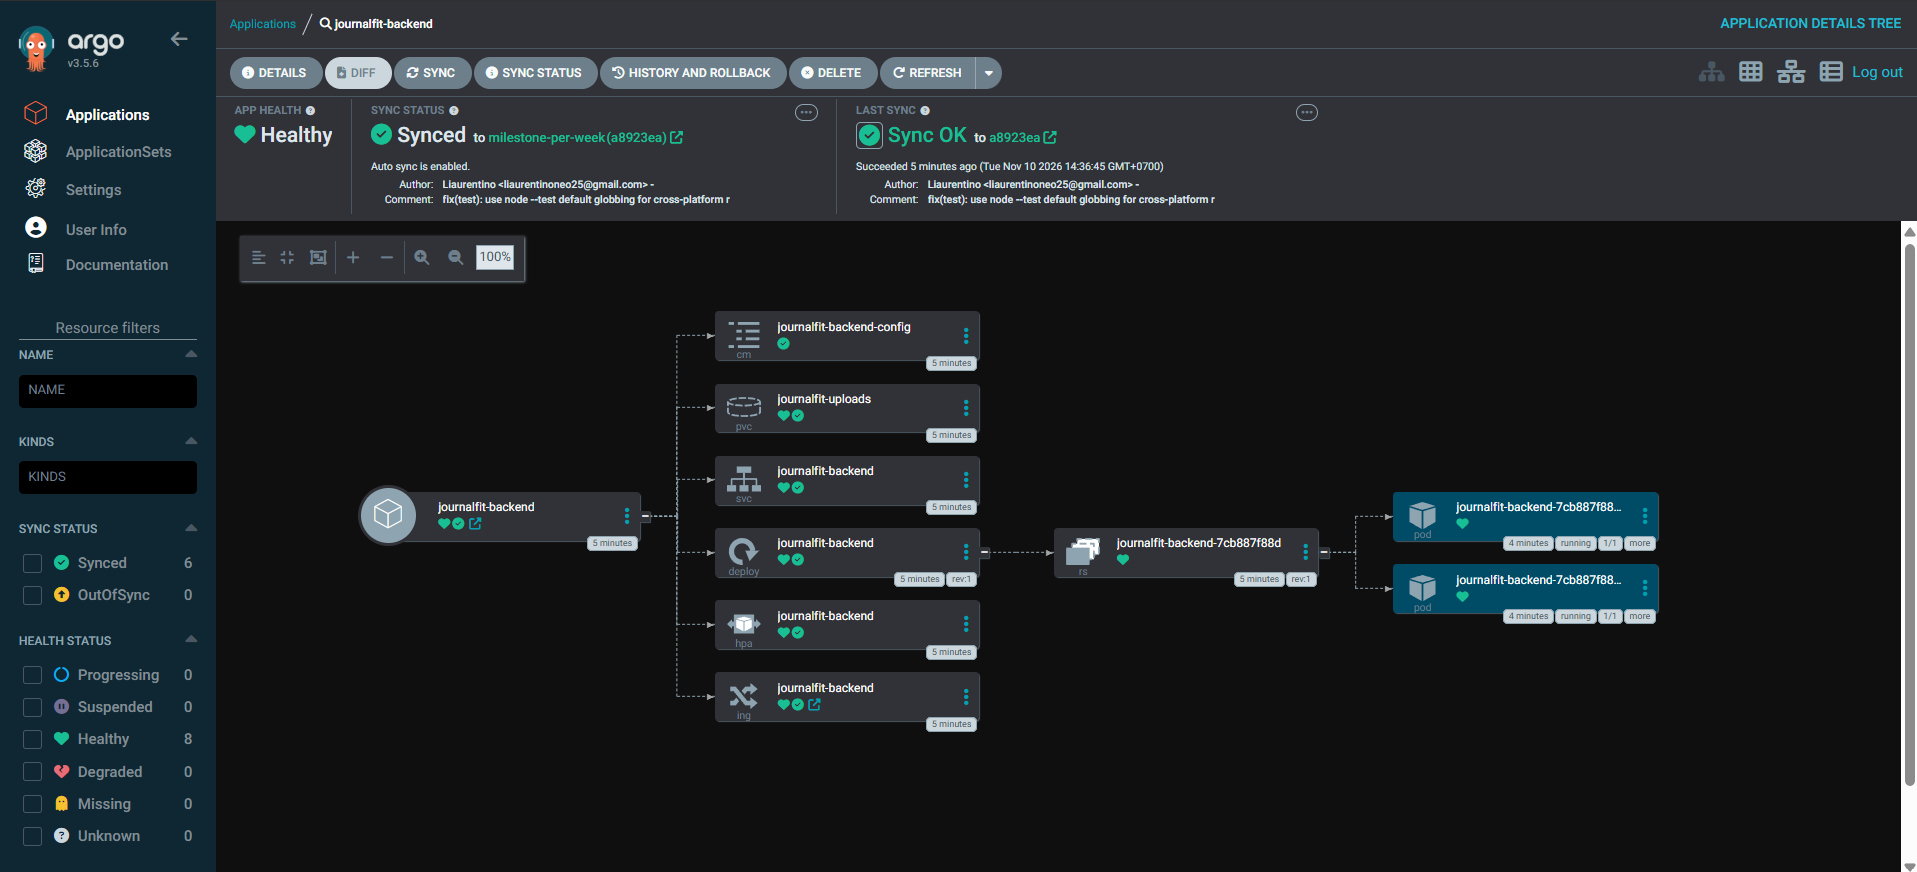 argo
v3.5.6
Applications
ApplicationSets
Settings
User Info
Documentation
Resource filters
NAME
NAME
KINDS
KINDS
SYNC STATUS
Synced 6
OutOfSync 0
HEALTH STATUS
Progressing 0
Suspended 0
Healthy 8
Degraded 0
Missing 0
Unknown 0
Applications / journalfit-backend
APPLICATION DETAILS TREE
DETAILS DIFF SYNC SYNC STATUS HISTORY AND ROLLBACK DELETE REFRESH
Log out
APP HEALTH
Healthy
SYNC STATUS
Synced to milestone-per-week(a8923ea)
Auto sync is enabled.
Author: Liaurentino <liaurentinoneo25@gmail.com> -
Comment: fix(test): use node --test default globbing for cross-platform r
LAST SYNC
Sync OK to a8923ea
Succeeded 5 minutes ago (Tue Nov 10 2026 14:36:45 GMT+0700)
Author: Liaurentino <liaurentinoneo25@gmail.com> -
Comment: fix(test): use node --test default globbing for cross-platform r
100%
journalfit-backend
5 minutes
journalfit-backend-config
cm
5 minutes
journalfit-uploads
pvc
5 minutes
journalfit-backend
svc
5 minutes
journalfit-backend
deploy
5 minutes rev:1
journalfit-backend
hpa
5 minutes
journalfit-backend
ing
5 minutes
journalfit-backend-7cb887f88d
rs
5 minutes rev:1
journalfit-backend-7cb887f88...
pod
4 minutes running 1/1 more
journalfit-backend-7cb887f88...
pod
4 minutes running 1/1 more